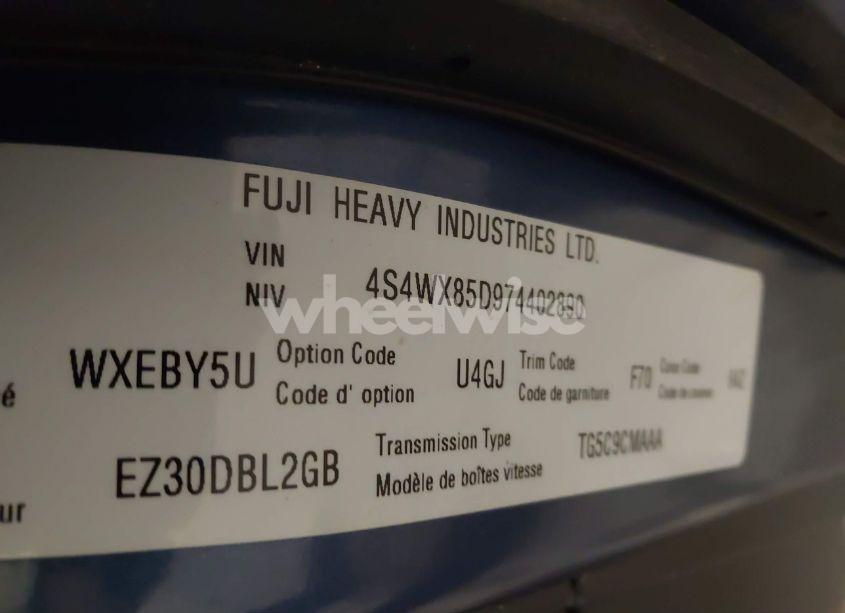 FUJI HEAVY INDUSTRIES LTD.
VIN
NIV
4S4WX85D974402890
wheelwise
WXEBY5U
Option Code
Code d' option
U4GJ
Trim Code
Code de garniture
F70
é
EZ30DBL2GB
Transmission Type
Modèle de boîtes vitesse
TG5C9CMAAA
ur